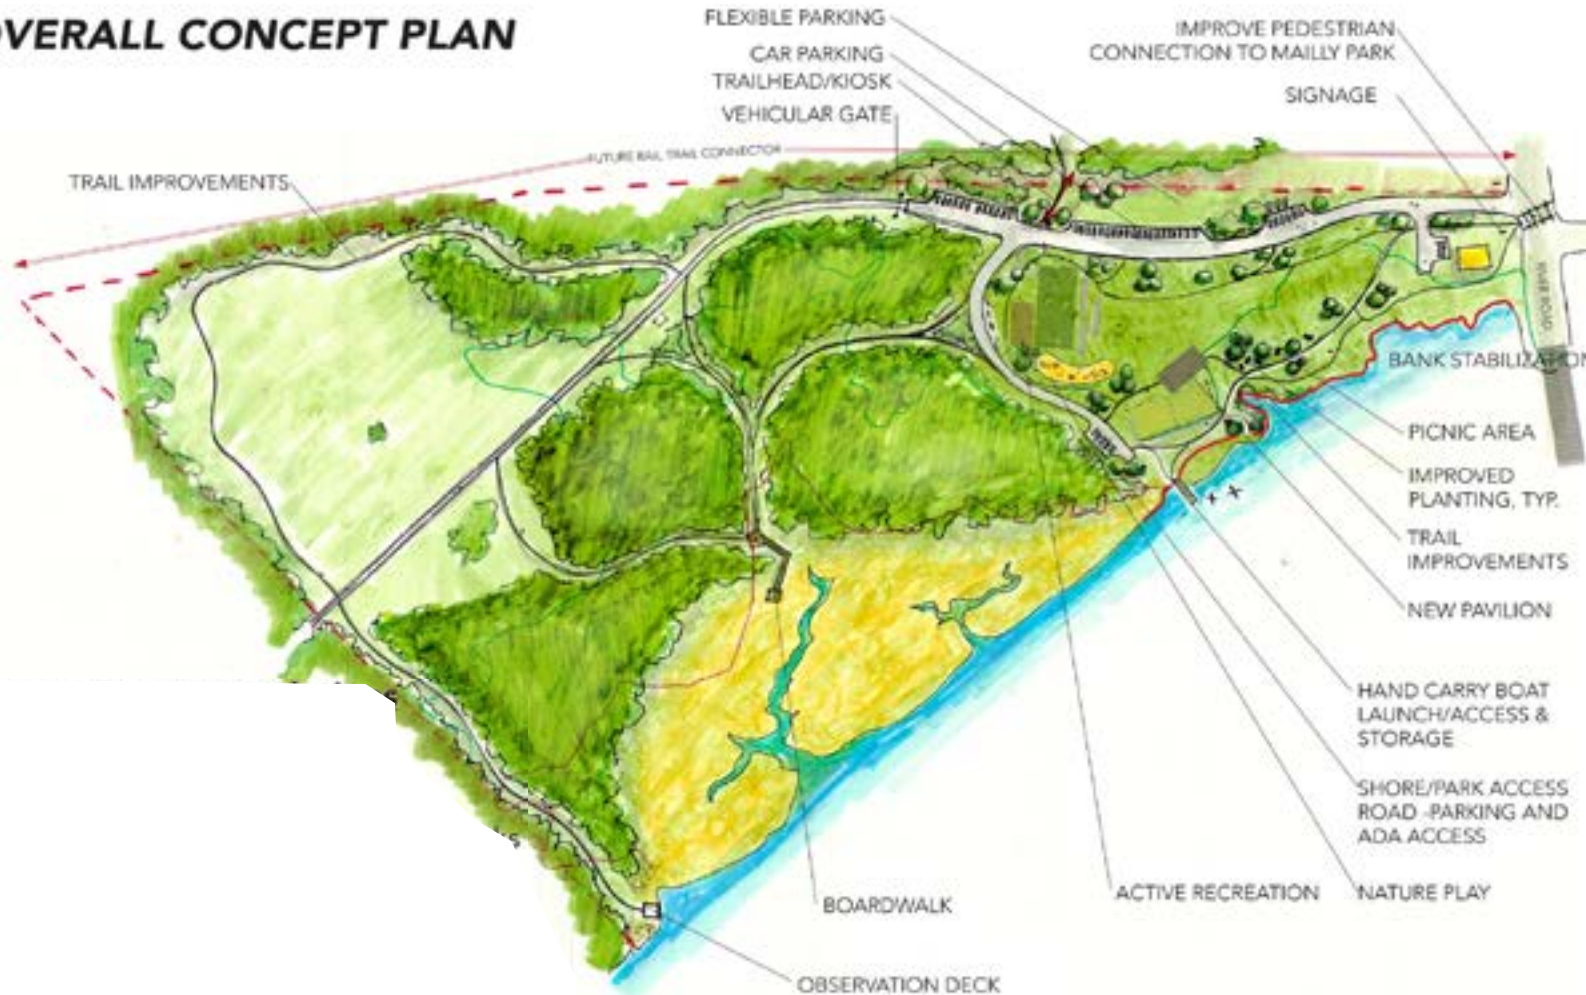 OVERALL CONCEPT PLAN
FLEXIBLE PARKING
CAR PARKING
TRAILHEAD/KIOSK
VEHICULAR GATE
IMPROVE PEDESTRIAN
CONNECTION TO MAILLY PARK
SIGNAGE
FUTURE RAIL TRAIL CONNECTOR
TRAIL IMPROVEMENTS
RIVER ROAD
BANK STABILIZATION
PICNIC AREA
IMPROVED
PLANTING, TYP.
TRAIL
IMPROVEMENTS
NEW PAVILION
HAND CARRY BOAT
LAUNCH/ACCESS &
STORAGE
SHORE/PARK ACCESS
ROAD -PARKING AND
ADA ACCESS
NATURE PLAY
ACTIVE RECREATION
BOARDWALK
OBSERVATION DECK